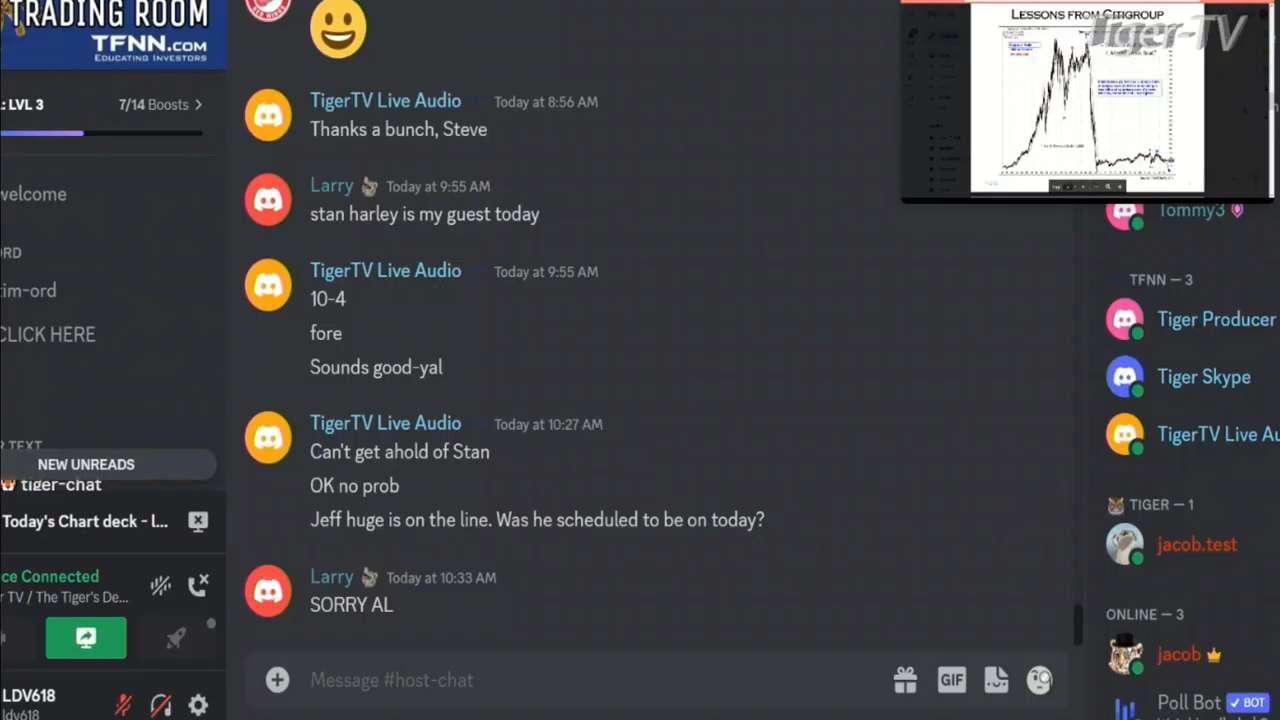 TRADING ROOM
TFNN.COM
EDUCATING INVESTORS
: LVL 3
7/14 Boosts
welcome
ORD
tim-ord
CLICK HERE
R TEXT
NEW UNREADS
tiger-chat
Today's Chart deck - l...
ce Connected
r TV / The Tiger's De...
LDV618
ldv618
TigerTV Live Audio Today at 8:56 AM
Thanks a bunch, Steve
Larry Today at 9:35 AM
stan harley is my guest today
TigerTV Live Audio Today at 9:55 AM
10-4
fore
Sounds good-yal
TigerTV Live Audio Today at 10:27 AM
Can't get ahold of Stan
OK no prob
Jeff huge is on the line. Was he scheduled to be on today?
Larry Today at 10:33 AM
SORRY AL
Message #host-chat
GIF
LESSONS FROM CITIGROUP
Tiger-TV
Tommy3
TFNN — 3
Tiger Producer
Tiger Skype
TigerTV Live Au
TIGER — 1
jacob.test
ONLINE — 3
jacob
Poll Bot ✓ BOT